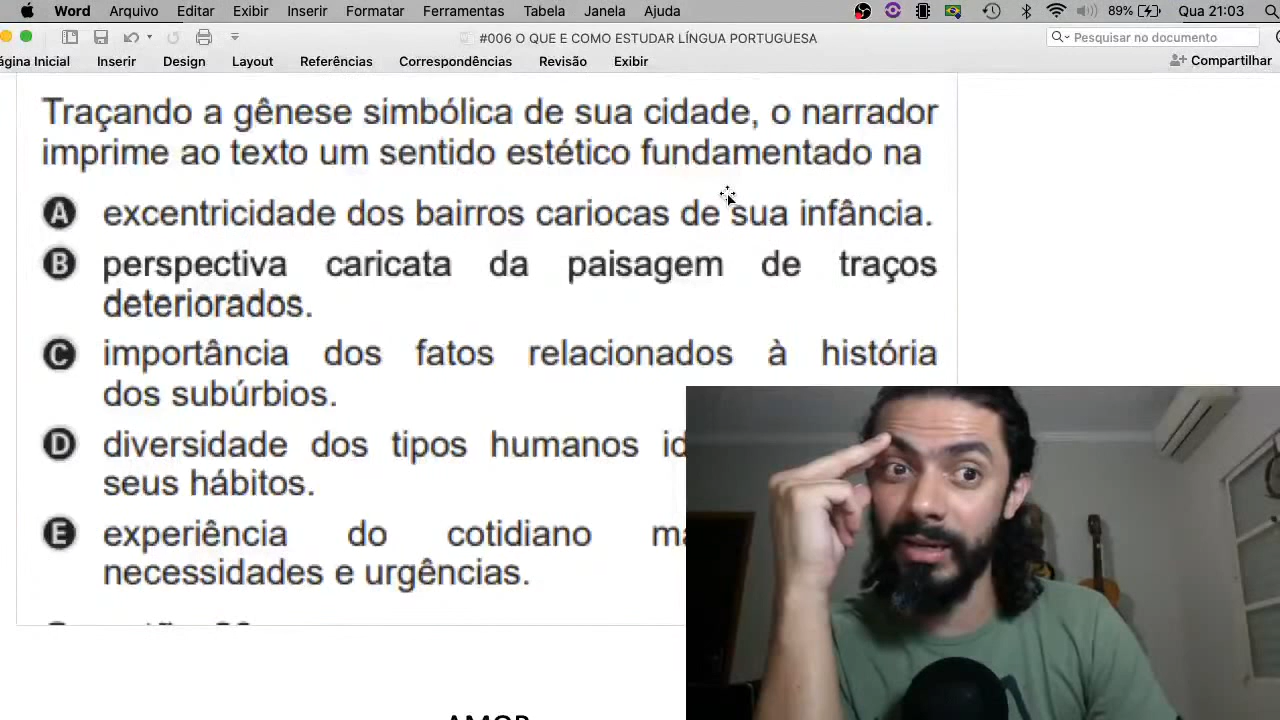 Word Arquivo Editar Exibir Inserir Formatar Ferramentas Tabela Janela Ajuda 89% Qua 21:03
#006 O QUE E COMO ESTUDAR LÍNGUA PORTUGUESA Pesquisar no documento
ágina Inicial Inserir Design Layout Referências Correspondências Revisão Exibir Compartilhar
Traçando a gênese simbólica de sua cidade, o narrador
imprime ao texto um sentido estético fundamentado na
A excentricidade dos bairros cariocas de sua infância.
B perspectiva caricata da paisagem de traços
deteriorados.
C importância dos fatos relacionados à história
dos subúrbios.
D diversidade dos tipos humanos
seus hábitos.
E experiência do cotidiano
necessidades e urgências.